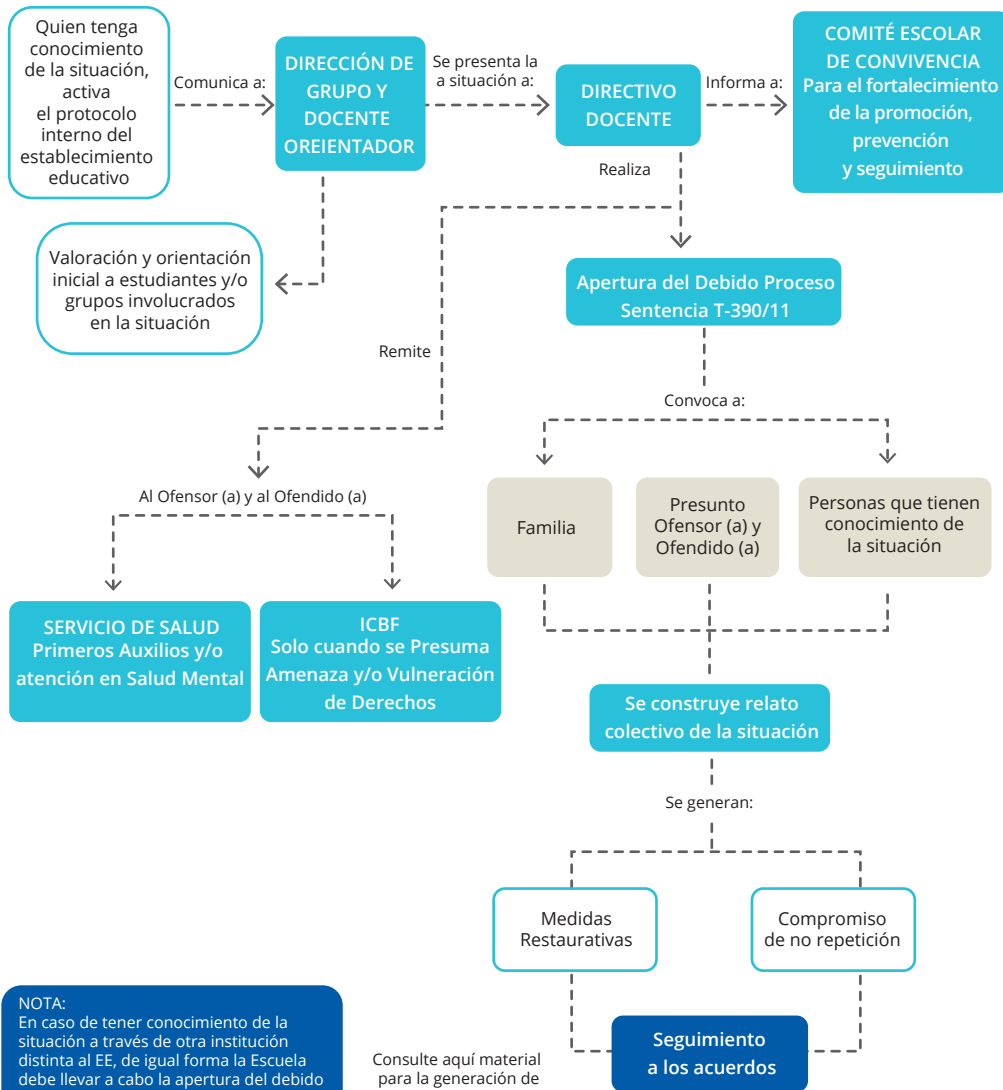 Quien tenga
conocimiento
de la situación,
activa
el protocolo
interno del
establecimiento
educativo
Comunica a:
DIRECCIÓN DE
GRUPO Y
DOCENTE
OREIENTADOR
Se presenta la
a situación a:
DIRECTIVO
DOCENTE
Informa a:
COMITÉ ESCOLAR
DE CONVIVENCIA
Para el fortalecimiento
de la promoción,
prevención
y seguimiento
Realiza
Valoración y orientación
inicial a estudiantes y/o
grupos involucrados
en la situación
Apertura del Debido Proceso
Sentencia T-390/11
Remite
Convoca a:
Al Ofensor (a) y al Ofendido (a)
Familia
Presunto
Ofensor (a) y
Ofendido (a)
Personas que tienen
conocimiento de
la situación
SERVICIO DE SALUD
Primeros Auxilios y/o
atención en Salud Mental
ICBF
Solo cuando se Presuma
Amenaza y/o Vulneración
de Derechos
Se construye relato
colectivo de la situación
Se generan:
Medidas
Restaurativas
Compromiso
de no repetición
NOTA:
En caso de tener conocimiento de la
situación a través de otra institución
distinta al EE, de igual forma la Escuela
debe llevar a cabo la apertura del debido
Consulte aquí material
para la generación de
Seguimiento
a los acuerdos